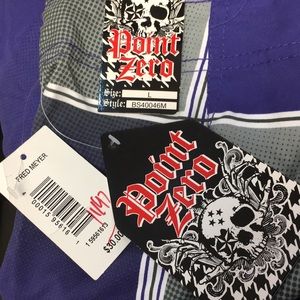 Point
Zero
Size: L
Style: BS40046M
Point
Zero
FRED MEYER
$30.00